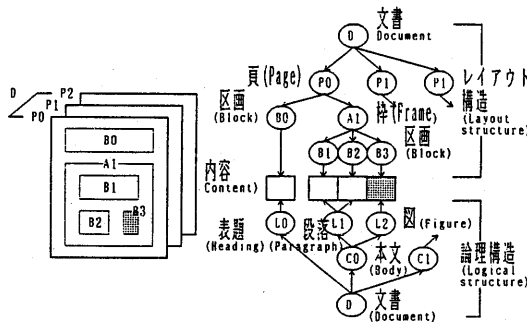 D
P2
P1
P0
B0
A1
B1
B2
B3
文書
Document
D
頁(Page)
P0
P1
P1
レイアウト
構造
(Layout
structure)
区画
(Block)
B0
A1
枠(Frame)
区画
(Block)
B1
B2
B3
内容
Content)
L0
L1
L2
表題
(Heading)
段落
(Paragraph)
図(Figure)
本文
(Body)
C0
C1
論理構造
(Logical
structure)
D
文書
(Document)